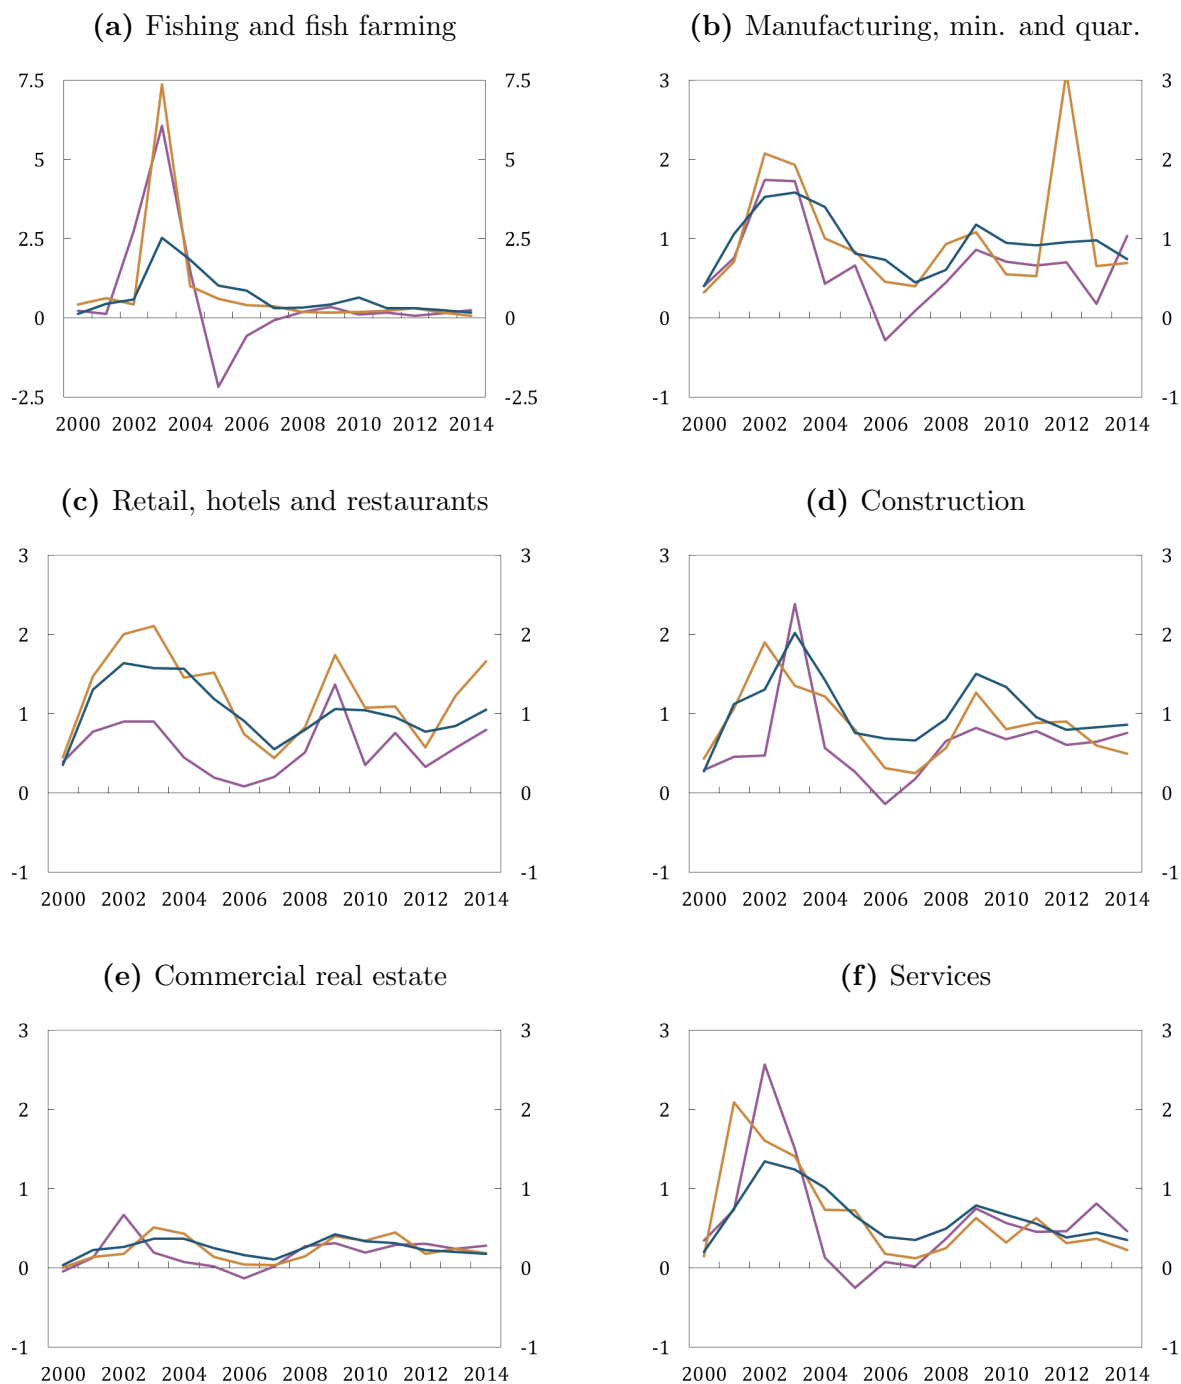 (a) Fishing and fish farming
(b) Manufacturing, min. and quar.
7.5 7.5 3 3
5 5 2 2
2.5 2.5 1 1
0 0 0 0
-2.5 -2.5 -1 -1
2000 2002 2004 2006 2008 2010 2012 2014
2000 2002 2004 2006 2008 2010 2012 2014
(c) Retail, hotels and restaurants
(d) Construction
3 3 3 3
2 2 2 2
1 1 1 1
0 0 0 0
-1 -1 -1 -1
2000 2002 2004 2006 2008 2010 2012 2014
2000 2002 2004 2006 2008 2010 2012 2014
(e) Commercial real estate
(f) Services
3 3 3 3
2 2 2 2
1 1 1 1
0 0 0 0
-1 -1 -1 -1
2000 2002 2004 2006 2008 2010 2012 2014
2000 2002 2004 2006 2008 2010 2012 2014